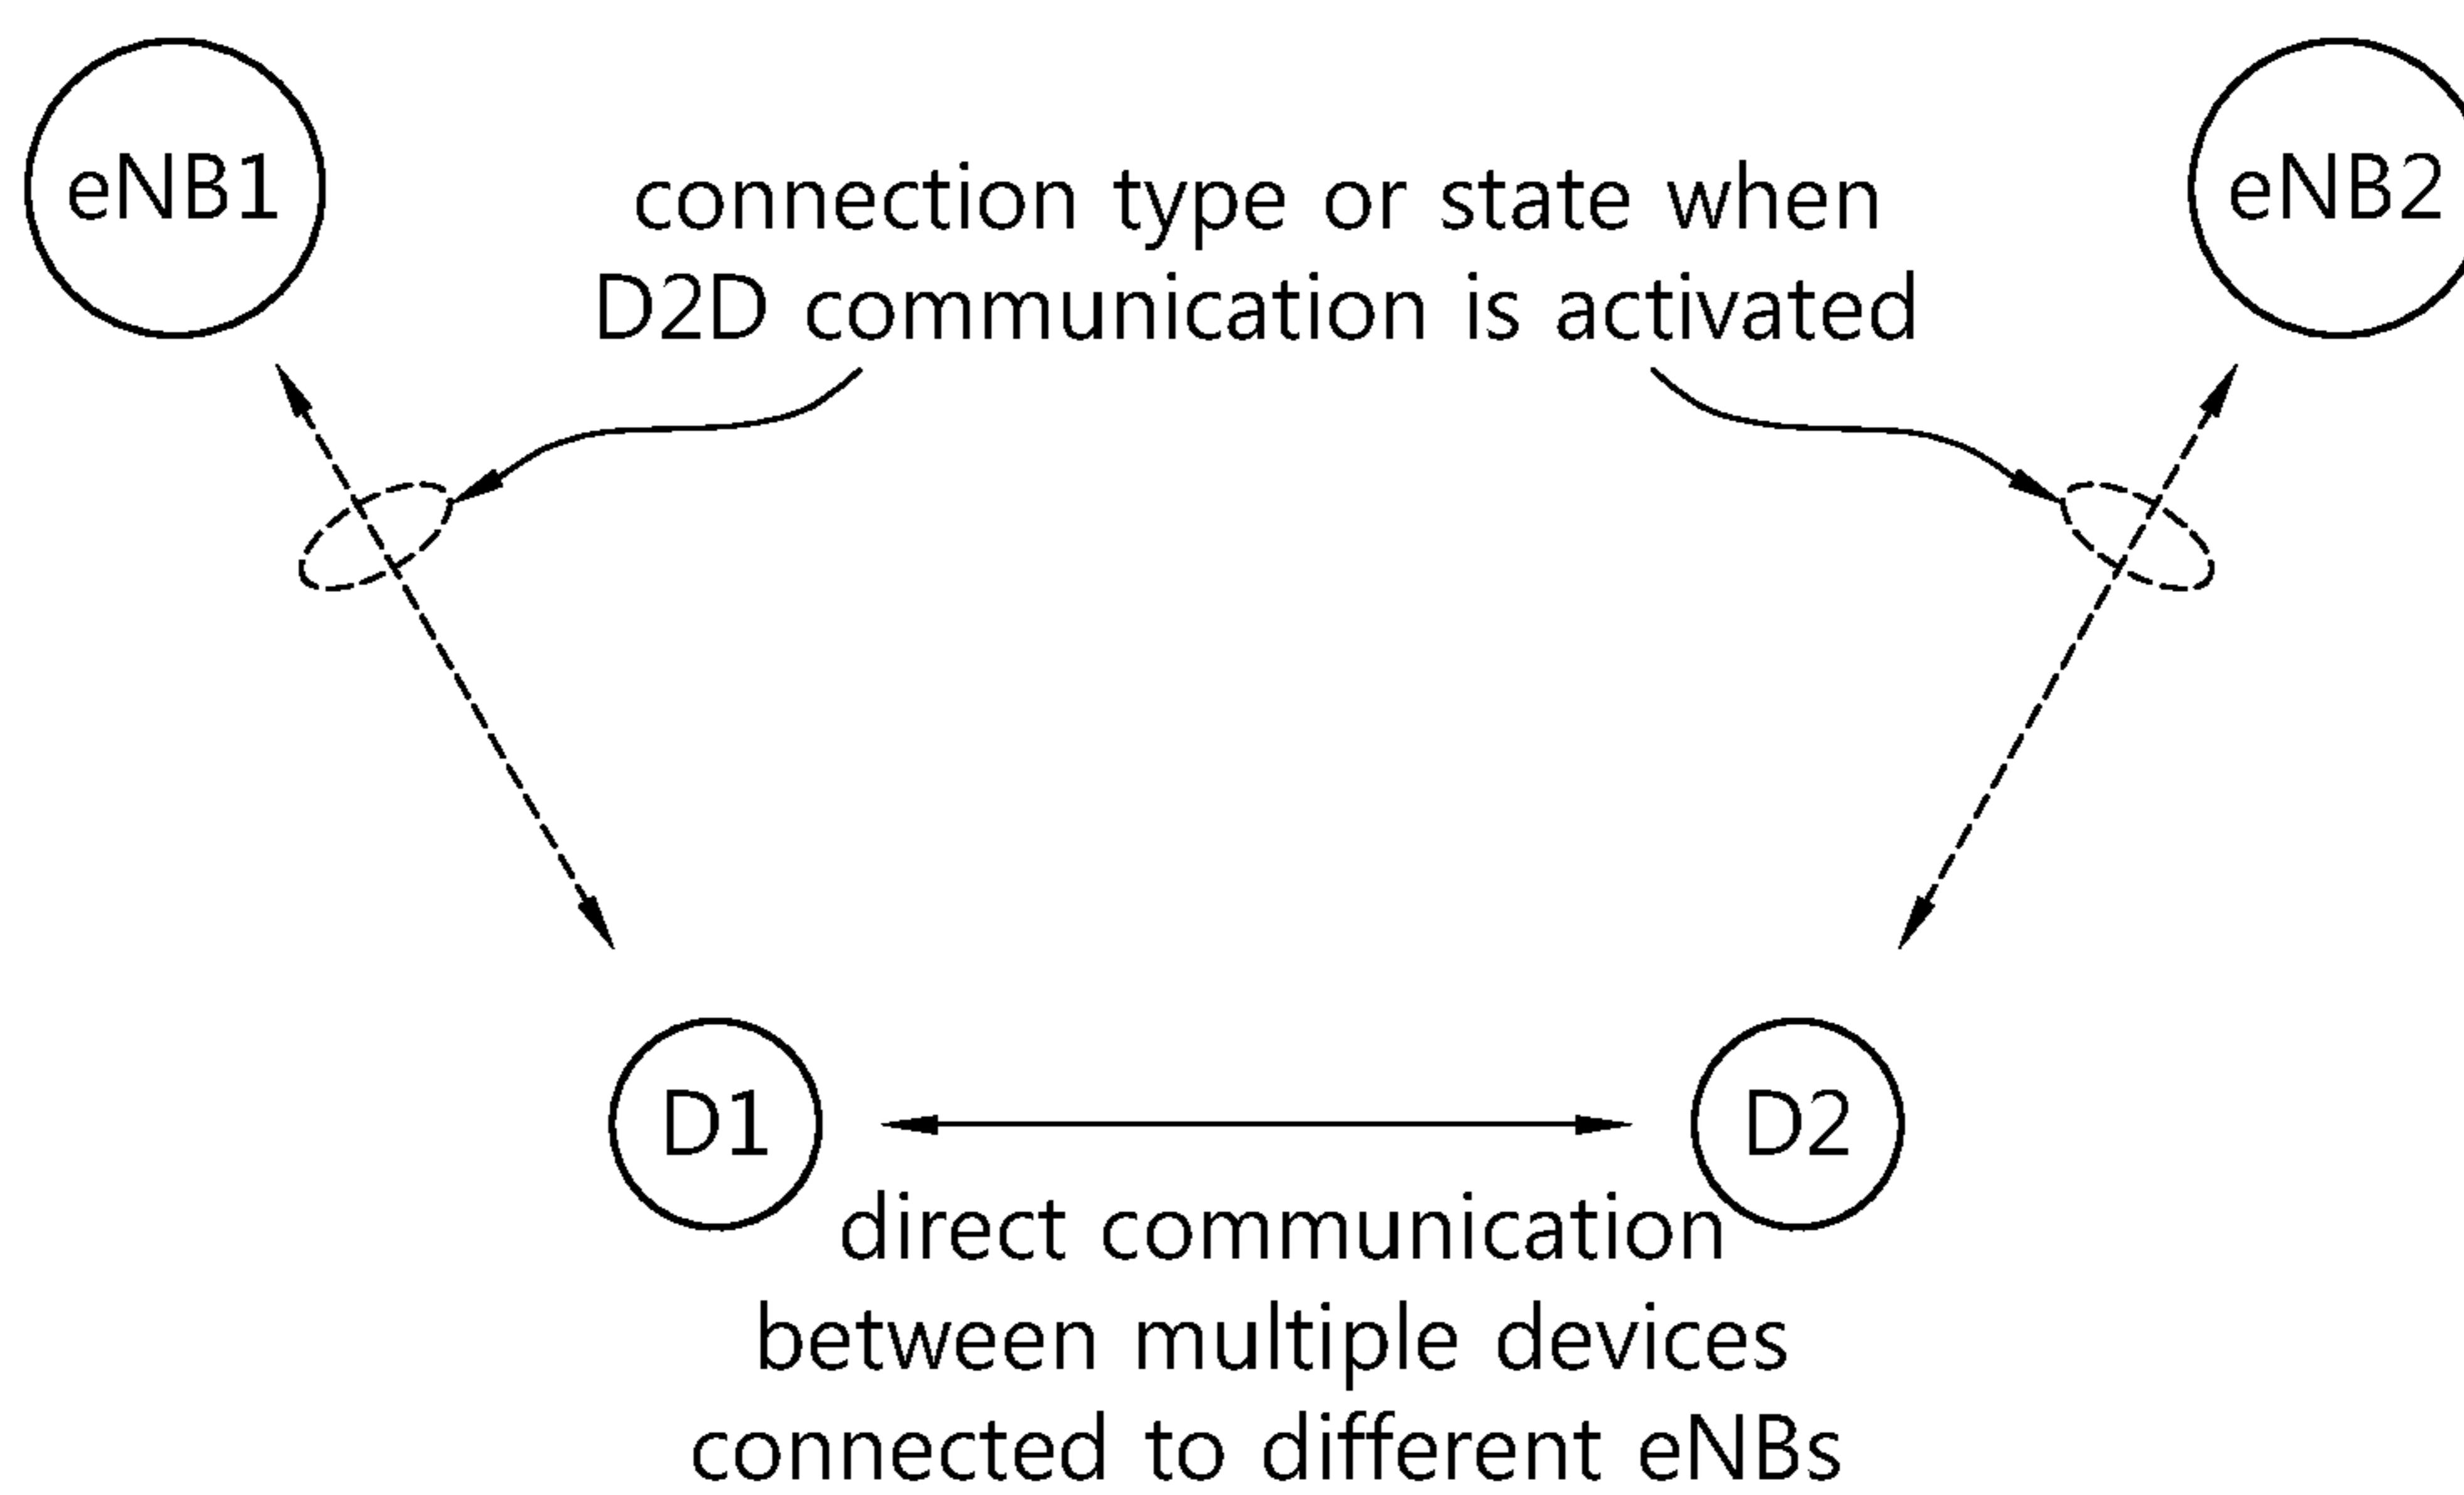 eNB1
eNB2
connection type or state when
D2D communication is activated
D1
D2
direct communication
between multiple devices
connected to different eNBs